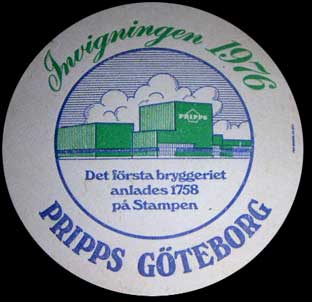 Invigningen 1976
PRIPPS
Det första bryggeriet
anlades 1758
på Stampen
PRIPPS GÖTEBORG